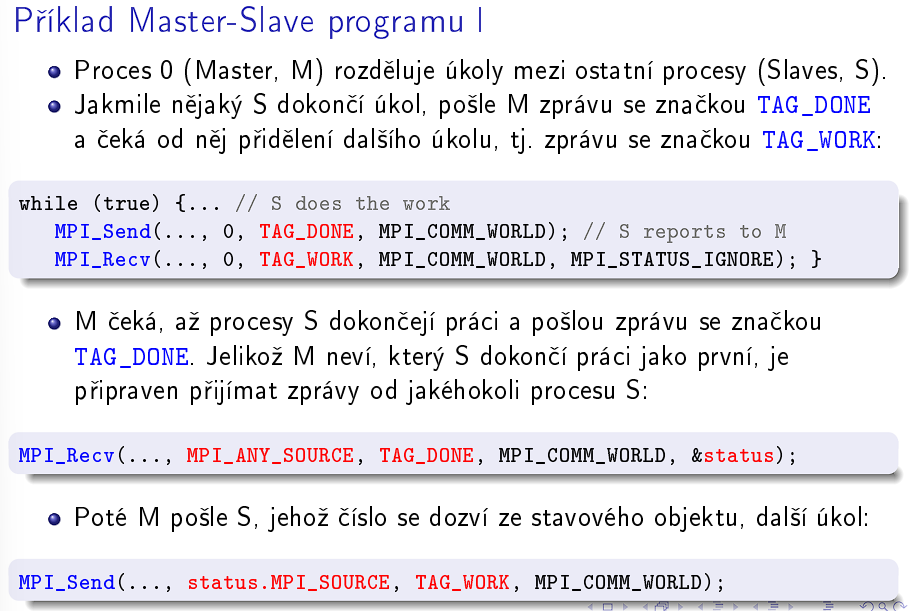 Příklad Master-Slave programu I
Proces 0 (Master, M) rozděluje úkoly mezi ostatní procesy (Slaves, S).
Jakmile nějaký S dokončí úkol, pošle M zprávu se značkou TAG_DONE
a čeká od něj přidělení dalšího úkolu, tj. zprávu se značkou TAG_WORK:
while (true) {... // S does the work
MPI_Send(..., 0, TAG_DONE, MPI_COMM_WORLD); // S reports to M
MPI_Recv(..., 0, TAG_WORK, MPI_COMM_WORLD, MPI_STATUS_IGNORE); }
M čeká, až procesy S dokončejí práci a pošlou zprávu se značkou
TAG_DONE. Jelikož M neví, který S dokončí práci jako první, je
připraven přijímat zprávy od jakéhokoli procesu S:
MPI_Recv(..., MPI_ANY_SOURCE, TAG_DONE, MPI_COMM_WORLD, &status);
Poté M pošle S, jehož číslo se dozví ze stavového objektu, další úkol:
MPI_Send(..., status.MPI_SOURCE, TAG_WORK, MPI_COMM_WORLD);